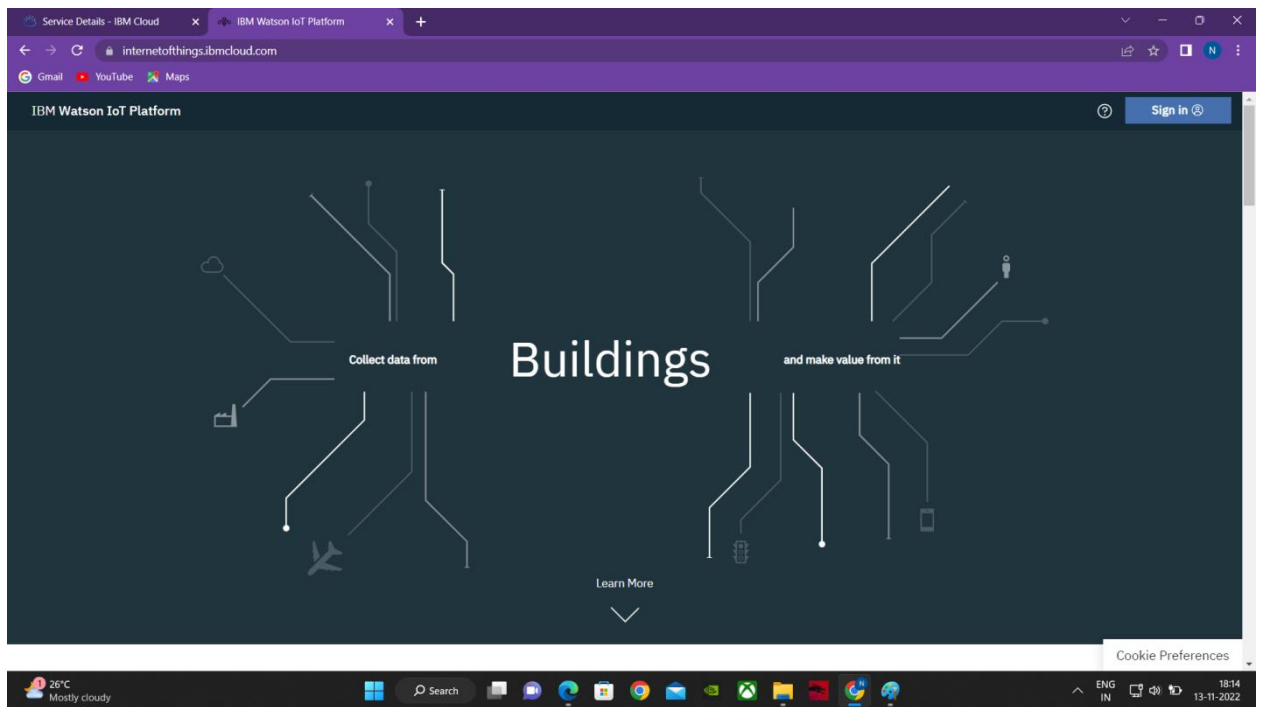 Service Details - IBM Cloud
IBM Watson IoT Platform
internetofthings.ibmcloud.com
N
Gmail
YouTube
Maps
IBM Watson IoT Platform
Sign in
Collect data from
Buildings
and make value from it
Learn More
Cookie Preferences
1
26°C
Mostly cloudy
Search
ENG
IN
18:14
13-11-2022